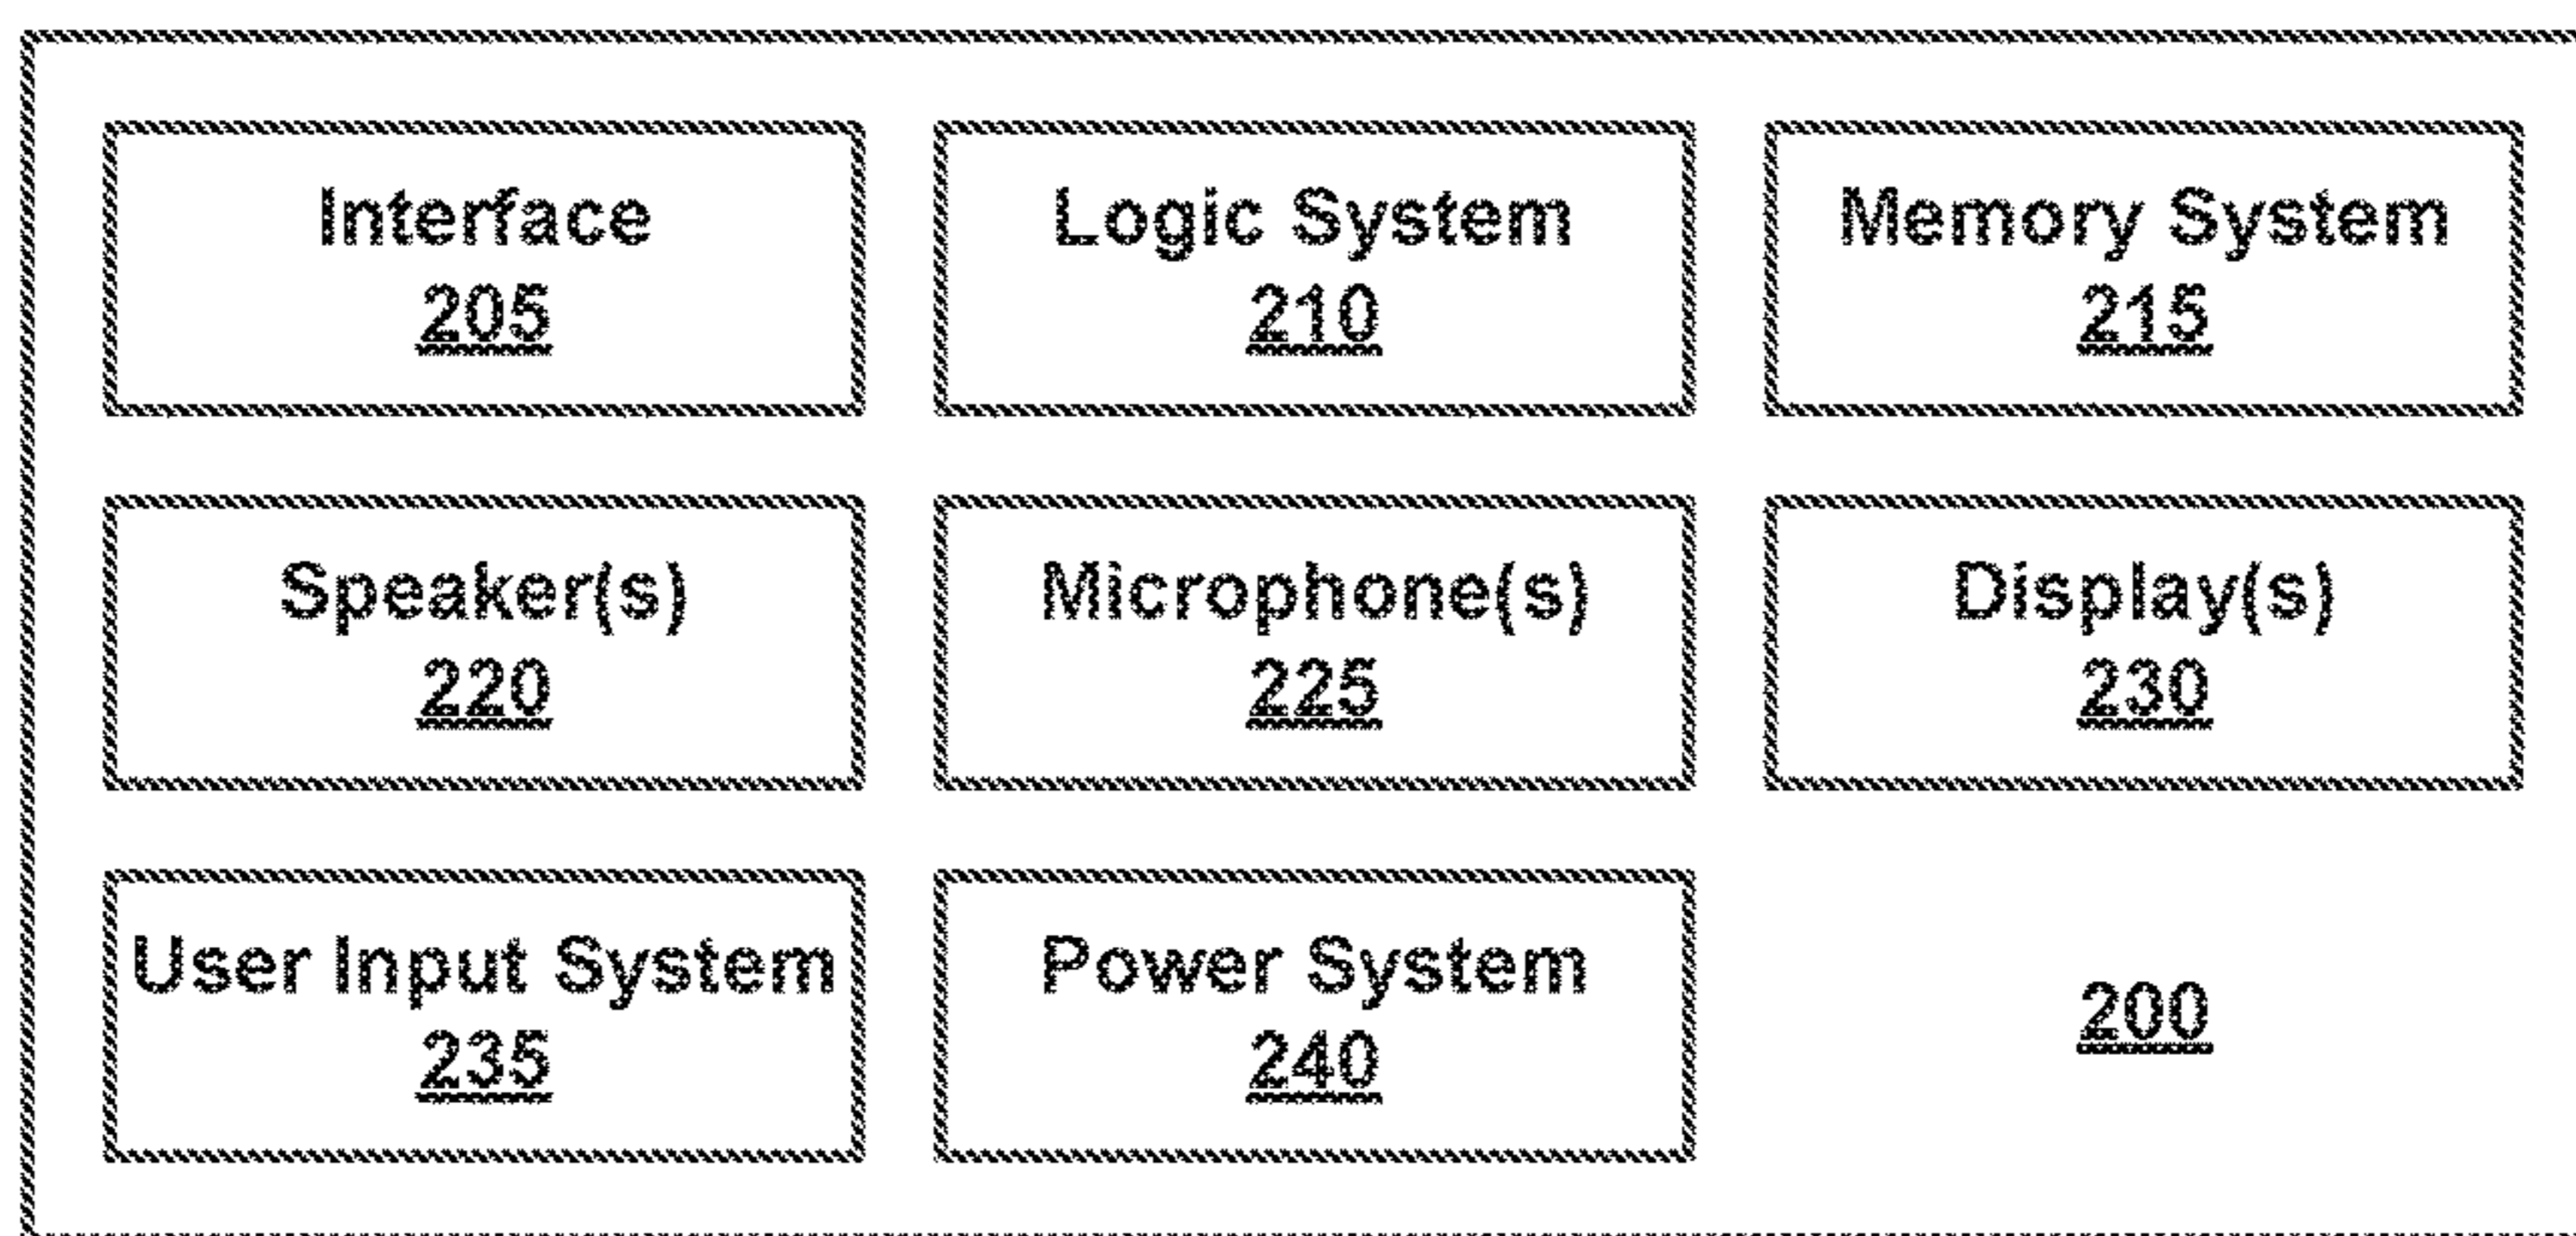 Interface
205
Logic System
210
Memory System
215
Speaker(s)
220
Microphone(s)
225
Display(s)
230
User Input System
235
Power System
240
200